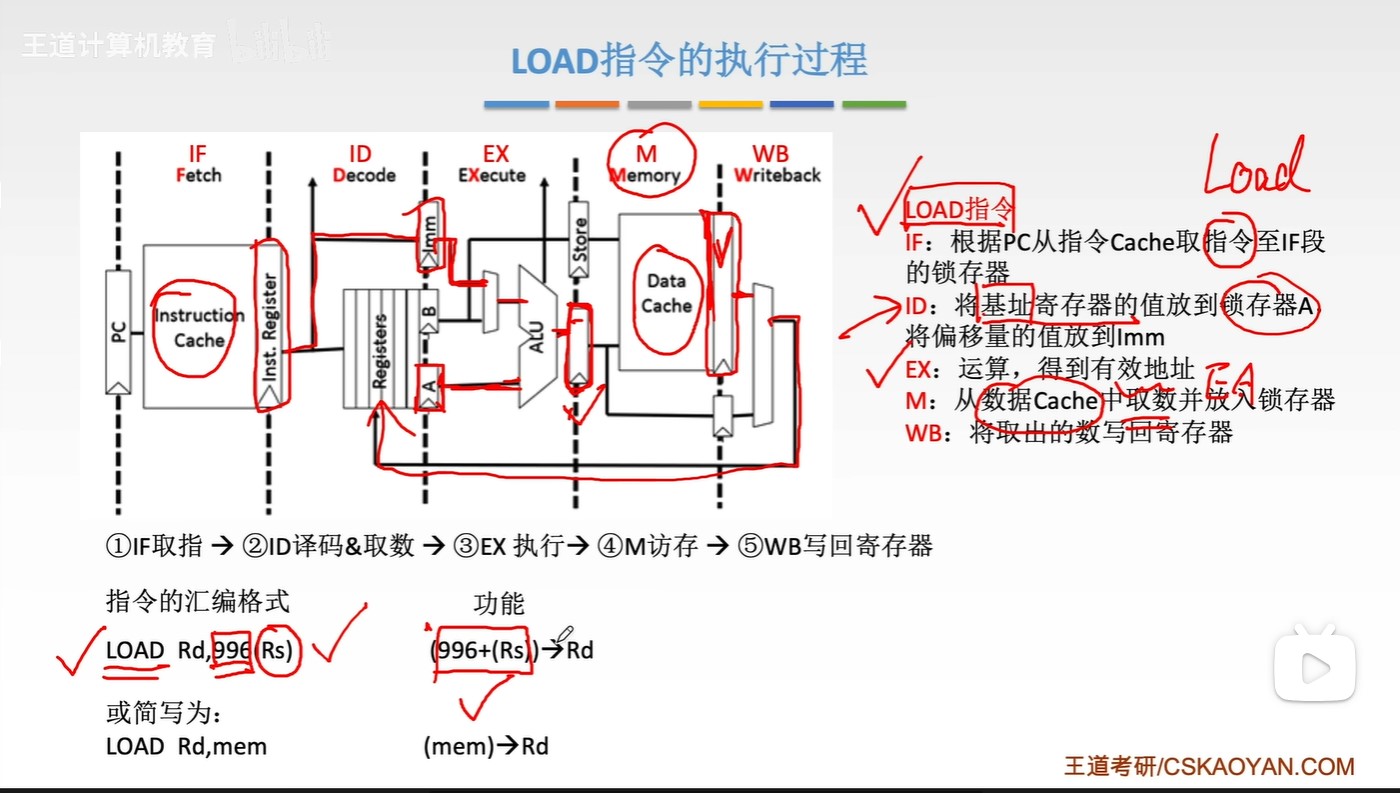 王道计算机教育 bilibili
LOAD指令的执行过程
IF
Fetch
ID
Decode
EX
EXecute
M
Memory
WB
Writeback
PC
Instruction
Cache
Inst. Register
Registers
Imm
B
A
ALU
Store
Data
Cache
Load
LOAD指令
IF：根据PC从指令Cache取指令至IF段
的锁存器
ID：将基址寄存器的值放到锁存器A，
将偏移量的值放到Imm
EX：运算，得到有效地址
EA
M：从数据Cache中取数并放入锁存器
WB：将取出的数写回寄存器
①IF取指 → ②ID译码&取数 → ③EX 执行→ ④M访存 → ⑤WB写回寄存器
指令的汇编格式 功能
LOAD Rd,996(Rs) (996+(Rs))→Rd
或简写为：
LOAD Rd,mem (mem)→Rd
王道考研/CSKAOYAN.COM